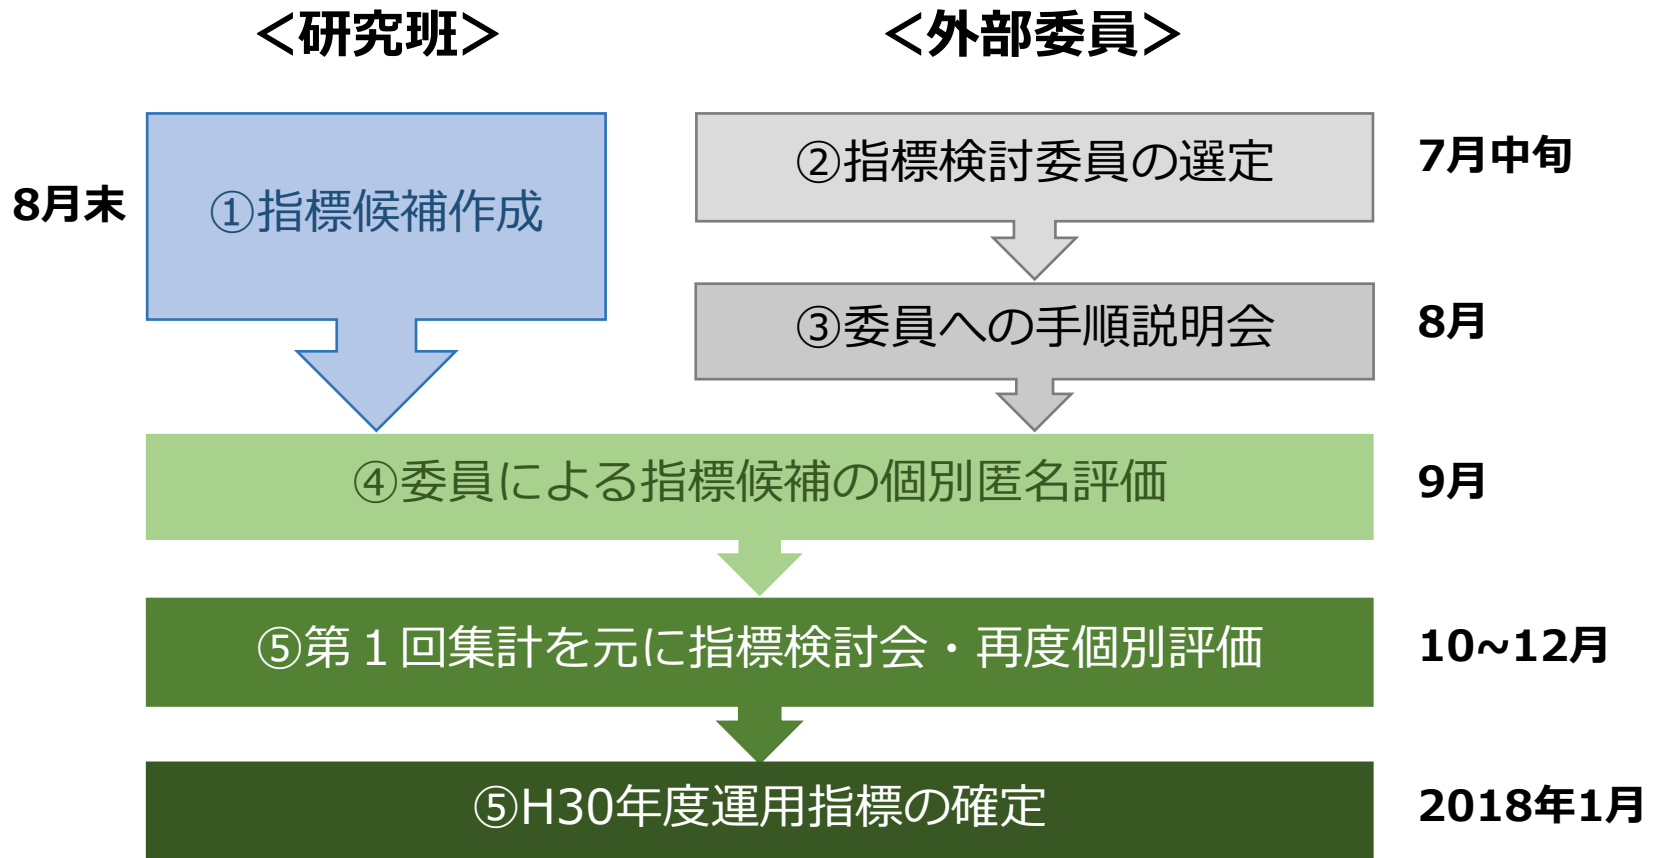 ＜研究班＞
＜外部委員＞
8月末
①指標候補作成
②指標検討委員の選定
7月中旬
③委員への手順説明会
8月
④委員による指標候補の個別匿名評価
9月
⑤第１回集計を元に指標検討会・再度個別評価
10~12月
⑤H30年度運用指標の確定
2018年1月